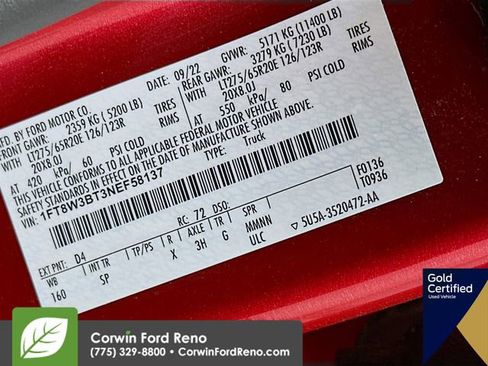 MFD. BY FORD MOTOR CO.
DATE: 09/22
GVWR: 5171 KG (11400 LB)
FRONT GAWR: 2359 KG (5200 LB)
REAR GAWR: 3279 KG (7230 LB)
WITH LT275/65R20E 126/123R TIRES
WITH LT275/65R20E 126/123R TIRES
20X8.0J RIMS
20X8.0J RIMS
AT 420 kPa/ 60 PSI COLD
AT 550 kPa/ 80 PSI COLD
THIS VEHICLE CONFORMS TO ALL APPLICABLE FEDERAL MOTOR VEHICLE
SAFETY STANDARDS IN EFFECT ON THE DATE OF MANUFACTURE SHOWN ABOVE.
VIN: 1FT8W3BT3NEF58137
TYPE: Truck
F0136
T0936
EXT PNT: D4
RC: 72 DSO:
WB INT TR TP/PS R AXLE TR SPR
160 SP X 3H G MMNN
ULC
5U5A-3520472-AA
Gold
Certified
Used Vehicle
Corwin Ford Reno
(775) 329-8800 • CorwinFordReno.com